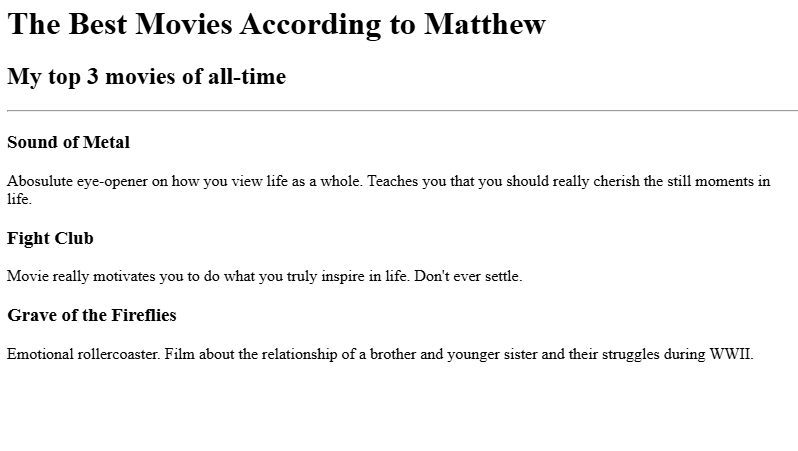 The Best Movies According to Matthew
My top 3 movies of all-time
Sound of Metal
Abosulute eye-opener on how you view life as a whole. Teaches you that you should really cherish the still moments in
life.
Fight Club
Movie really motivates you to do what you truly inspire in life. Don't ever settle.
Grave of the Fireflies
Emotional rollercoaster. Film about the relationship of a brother and younger sister and their struggles during WWII.